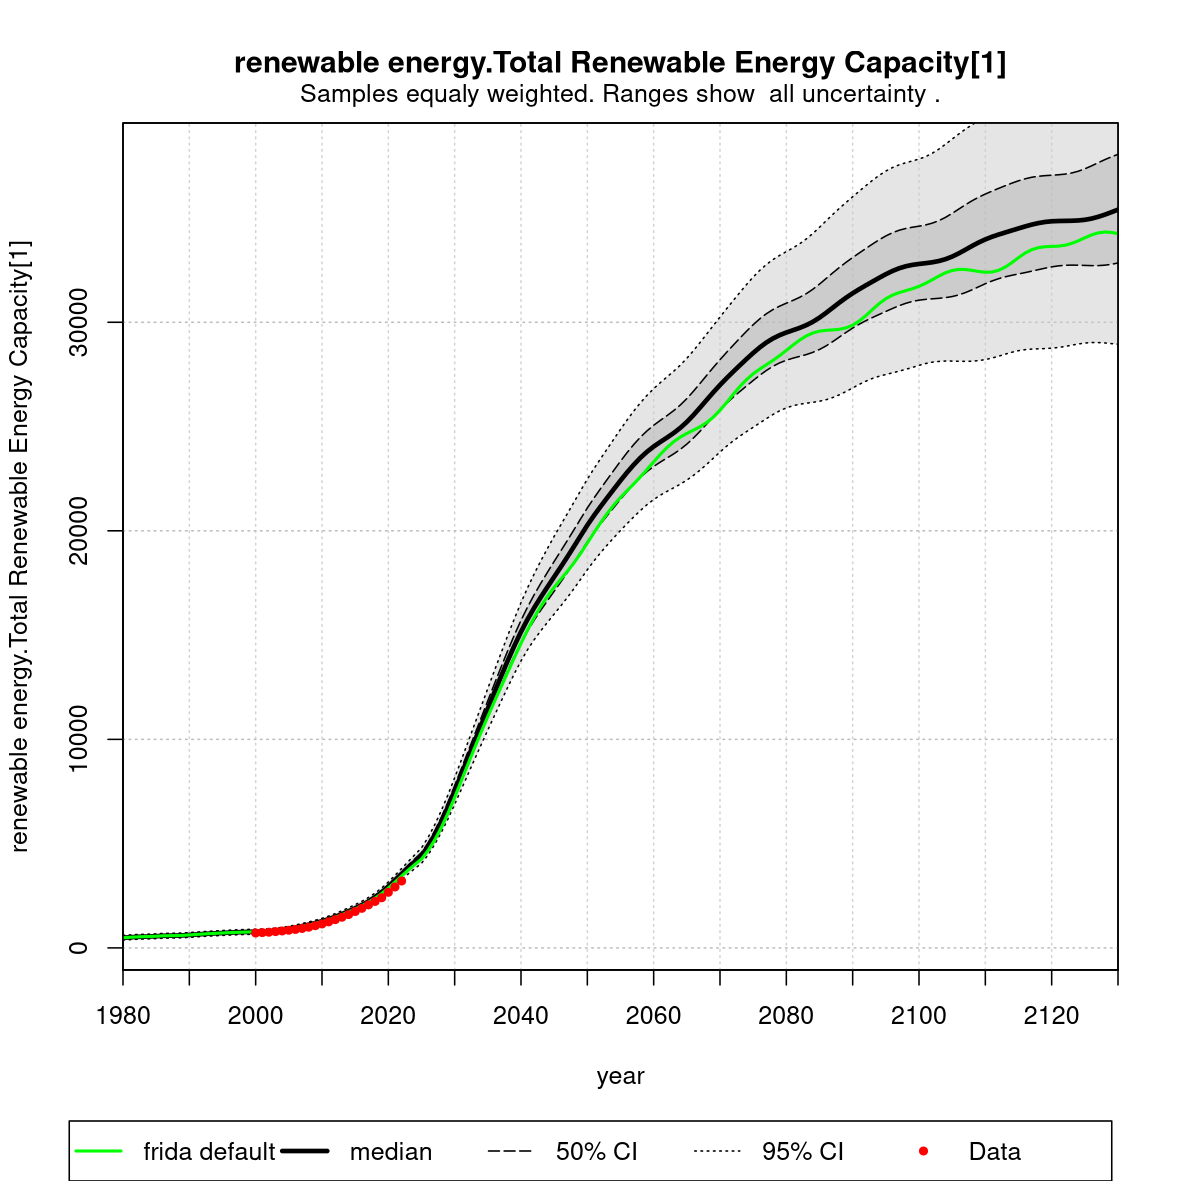 renewable energy.Total Renewable Energy Capacity[1]
Samples equaly weighted. Ranges show  all uncertainty .
renewable energy.Total Renewable Energy Capacity[1]
30000
20000
10000
0
1980 2000 2020 2040 2060 2080 2100 2120
year
frida default median 50% CI 95% CI Data